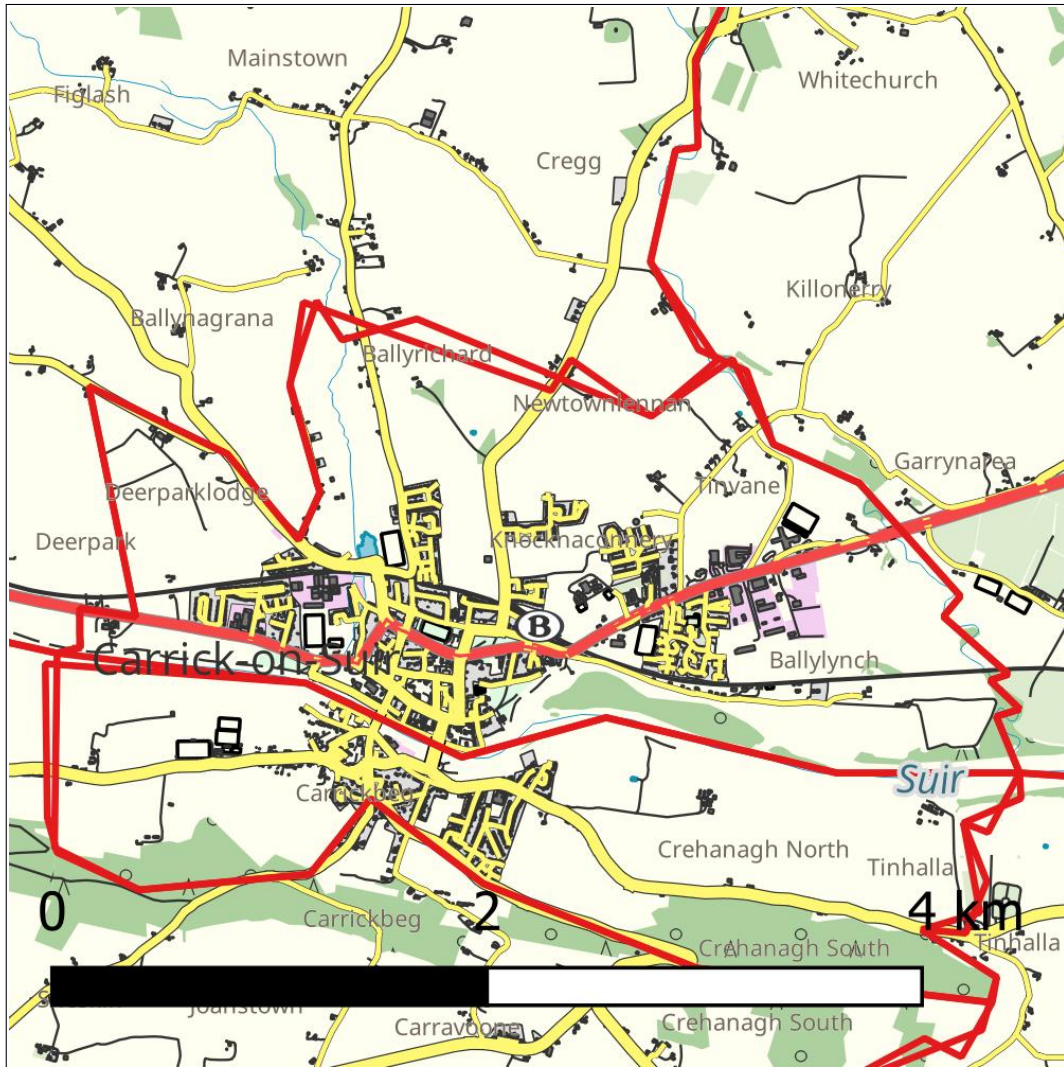 Mainstown
Whitechurch
Figlash
Cregg
Killonerry
Ballynagrana
Ballyrichard
Newtownlennan
Garrynarea
Deerparklodge
Tinvane
Deerpark
Knocknaconnery
B
Carrick-on-Suir
Ballylynch
Suir
Carrickbeg
Crehanagh North
Tinhalla
0
2
4 km
Carrickbeg
Crehanagh South
Tinhalla
Joanstown
Carravoone
Crehanagh South